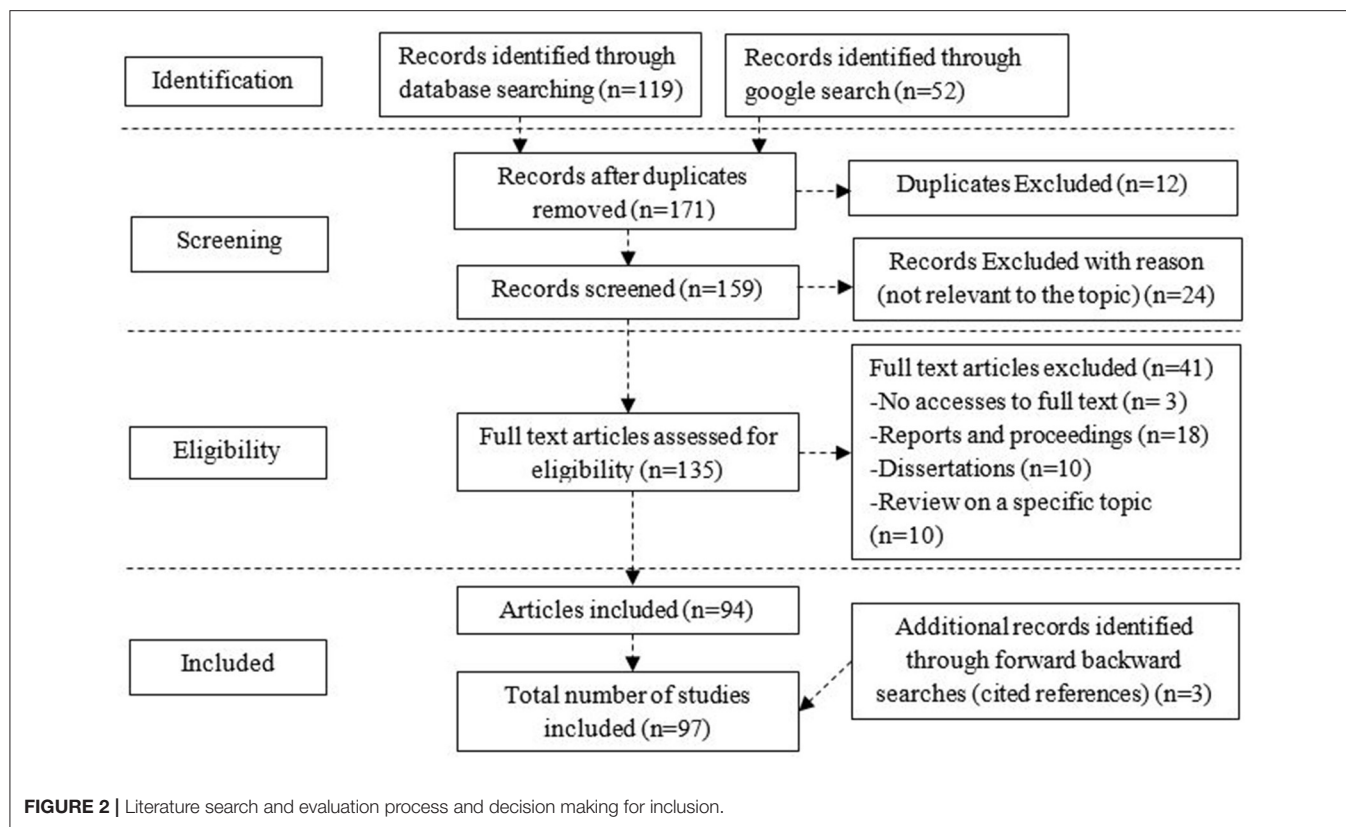 Identification
Records identified through
database searching (n=119)
Records identified through
google search (n=52)
Screening
Records after duplicates
removed (n=171)
Duplicates Excluded (n=12)
Records screened (n=159)
Records Excluded with reason
(not relevant to the topic) (n=24)
Eligibility
Full text articles assessed for
eligibility (n=135)
Full text articles excluded (n=41)
-No accesses to full text (n= 3)
-Reports and proceedings (n=18)
-Dissertations (n=10)
-Review on a specific topic
(n=10)
Included
Articles included (n=94)
Additional records identified
through forward backward
searches (cited references) (n=3)
Total number of studies
included (n=97)
FIGURE 2 | Literature search and evaluation process and decision making for inclusion.